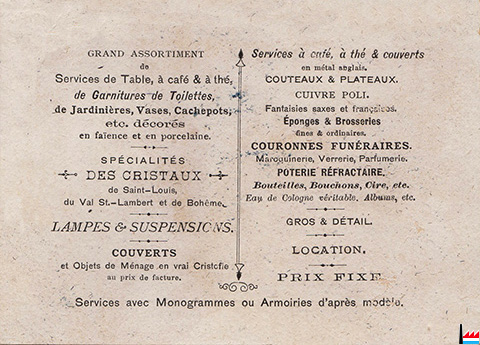 GRAND ASSORTIMENT
de
Services de Table, à café & à thé,
de Garnitures de Toilettes,
de Jardinières, Vases, Cachepots,
etc. décorés
en faïence et en porcelaine.
SPÉCIALITÉS
DES CRISTAUX
de Saint-Louis,
du Val St.-Lambert et de Bohême.
LAMPES & SUSPENSIONS.
COUVERTS
et Objets de Ménage en vrai Cristofle
au prix de facture.
Services à café, à thé & couverts
en métal anglais.
COUTEAUX & PLATEAUX.
CUIVRE POLI.
Fantaisies saxes et françaises.
Éponges & Brosseries
fines & ordinaires.
COURONNES FUNÉRAIRES.
Maroquinerie, Verrerie, Parfumerie.
POTERIE RÉFRACTAIRE.
Bouteilles, Bouchons, Cire, etc.
Eau de Cologne véritable. Albums, etc.
GROS & DÉTAIL.
LOCATION.
PRIX FIXE
Services avec Monogrammes ou Armoiries d'après modèle.